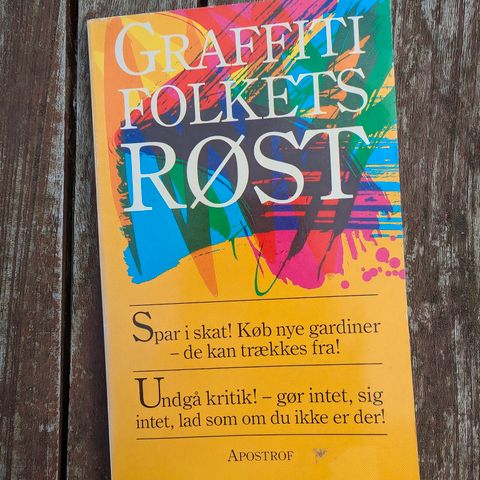 GRAFFITI
FOLKETS
RØST
Spar i skat! Køb nye gardiner
– de kan trækkes fra!
Undgå kritik! – gør intet, sig
intet, lad som om du ikke er der!
APOSTROF